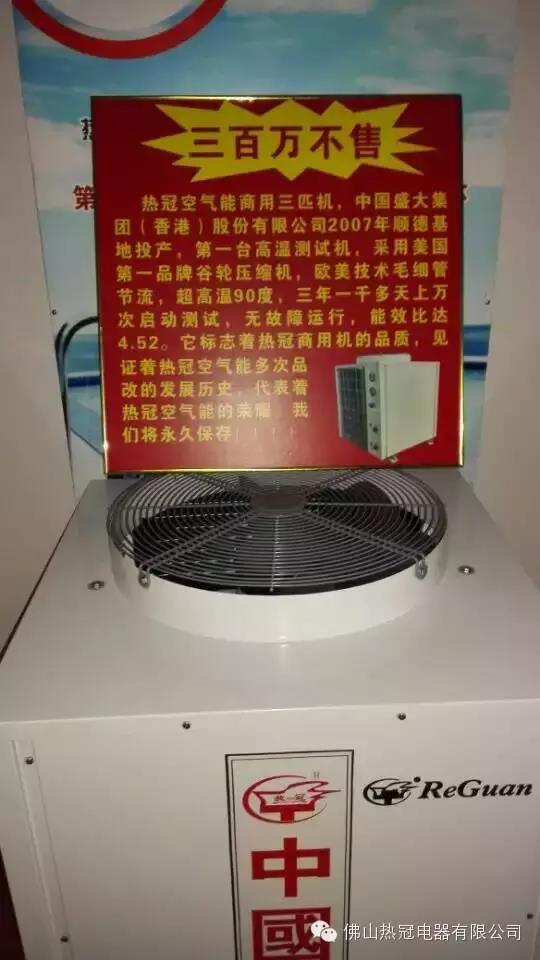 三百万不售
热冠空气能商用三匹机，中国盛大集
团（香港）股份有限公司2007年顺德基
地投产，第一台高温测试机，采用美国
第一品牌谷轮压缩机，欧美技术毛细管
节流，超高温90度，三年一千多天上万
次启动测试，无故障运行，能效比达
4.52。它标志着热冠商用机的品质，见
证着热冠空气能多次品
改的发展历史，代表着
热冠空气能的荣耀，我
们将永久保存！！！！
第
热冠
ReGuan
中
國
佛山热冠电器有限公司